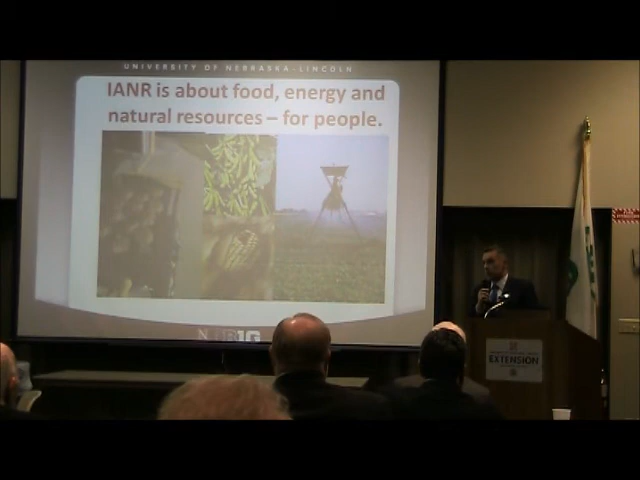 UNIVERSITY OF NEBRASKA–LINCOLN
IANR is about food, energy and
natural resources – for people.
EXTENSION